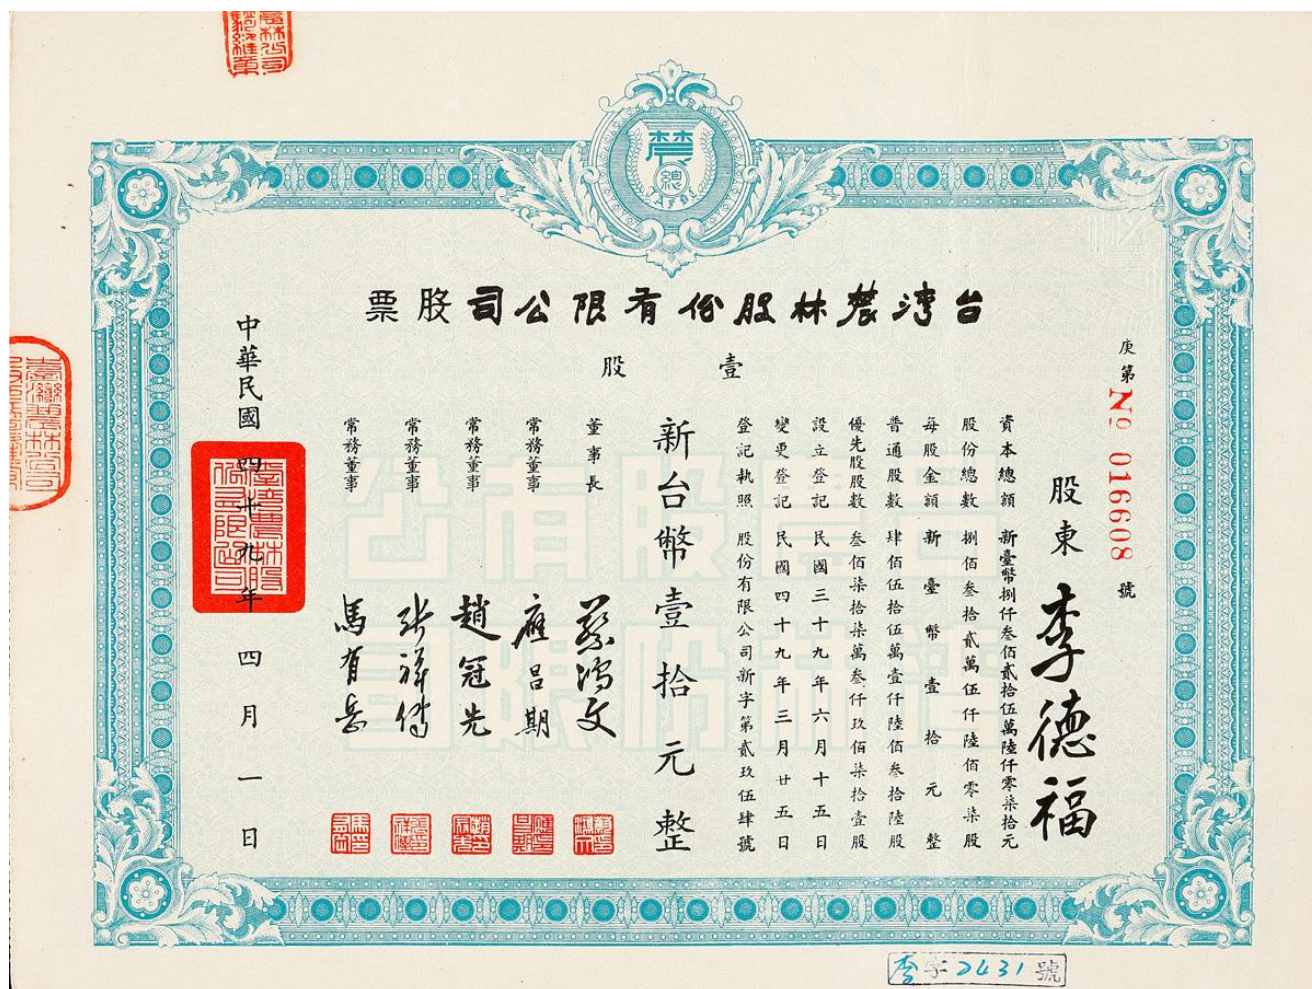 台湾農林股份有限公司股票
壹股
庚第
№ 016608
號
股東 李德福
資本總額 新臺幣捌仟叁佰貳拾伍萬陸仟零柒拾元
股份總數 捌佰叁拾貳萬伍仟陸佰零柒股
每股金額 新臺幣壹拾元整
普通股數 肆佰伍拾伍萬壹仟陸佰叁拾陸股
優先股股數 叁佰柒拾柒萬叁仟玖佰柒拾壹股
設立登記 民國三十九年六月十五日
變更登記 民國四十九年三月廿五日
登記執照 股份有限公司新字第貳玖伍肆號
新台幣壹拾元整
董事長
常務董事
常務董事 趙冠先
常務董事
常務董事 馬有岳
中華民國四十九年四月一日
李字2431號